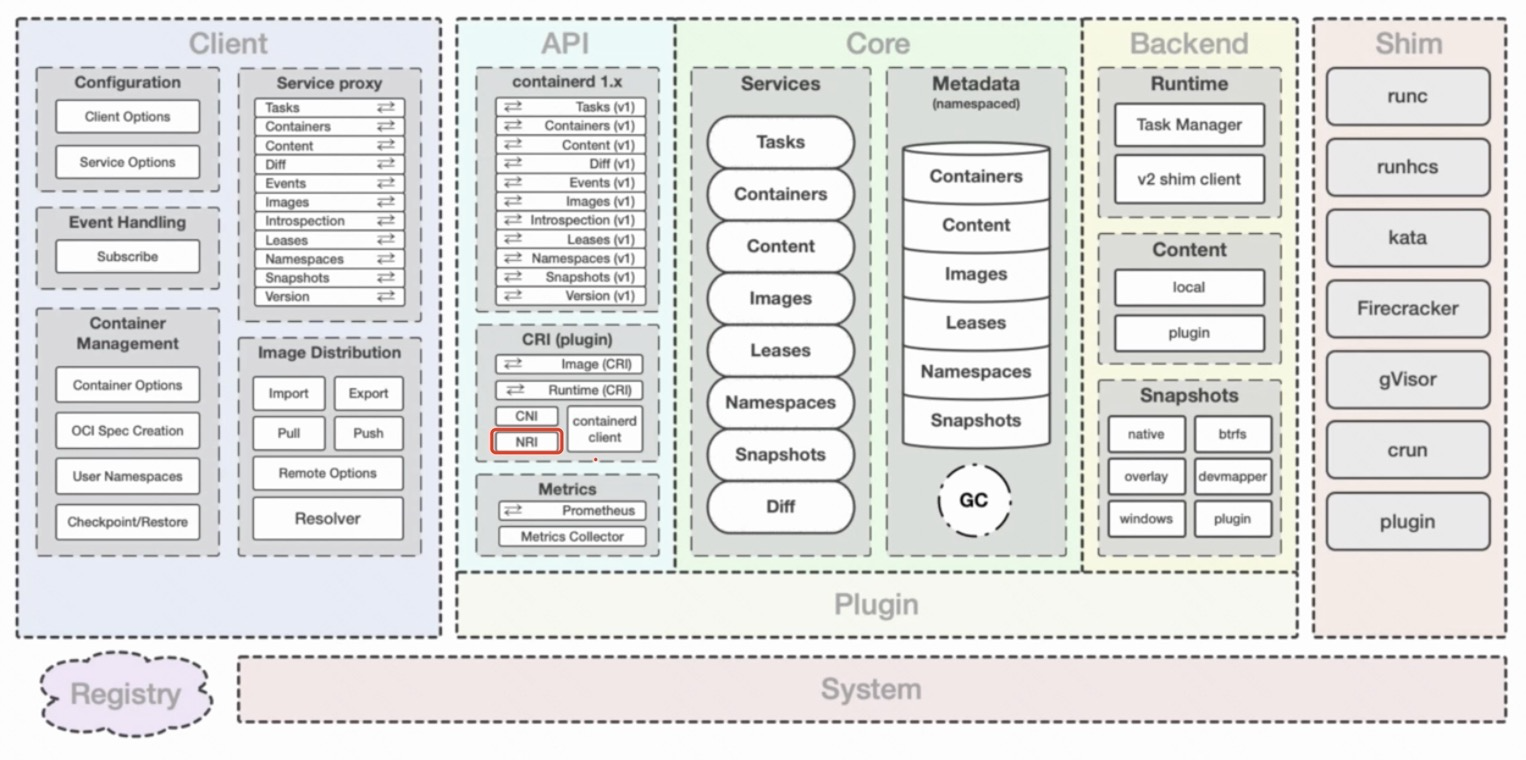 Client
Configuration
Client Options
Service Options
Event Handling
Subscribe
Container
Management
Container Options
OCI Spec Creation
User Namespaces
Checkpoint/Restore
Service proxy
Tasks ⇄
Containers ⇄
Content ⇄
Diff ⇄
Events ⇄
Images ⇄
Introspection ⇄
Leases ⇄
Namespaces ⇄
Snapshots ⇄
Version ⇄
Image Distribution
Import
Export
Pull
Push
Remote Options
Resolver
API
containerd 1.x
⇄ Tasks (v1)
⇄ Containers (v1)
⇄ Content (v1)
⇄ Diff (v1)
⇄ Events (v1)
⇄ Images (v1)
⇄ Introspection (v1)
⇄ Leases (v1)
⇄ Namespaces (v1)
⇄ Snapshots (v1)
⇄ Version (v1)
CRI (plugin)
⇄ Image (CRI)
⇄ Runtime (CRI)
CNI
NRI
containerd
client
Metrics
⇄ Prometheus
Metrics Collector
Core
Services
Tasks
Containers
Content
Images
Leases
Namespaces
Snapshots
Diff
Metadata
(namespaced)
Containers
Content
Images
Leases
Namespaces
Snapshots
GC
Backend
Runtime
Task Manager
v2 shim client
Content
local
plugin
Snapshots
native
btrfs
overlay
devmapper
windows
plugin
Plugin
Shim
runc
runhcs
kata
Firecracker
gVisor
crun
plugin
Registry
System